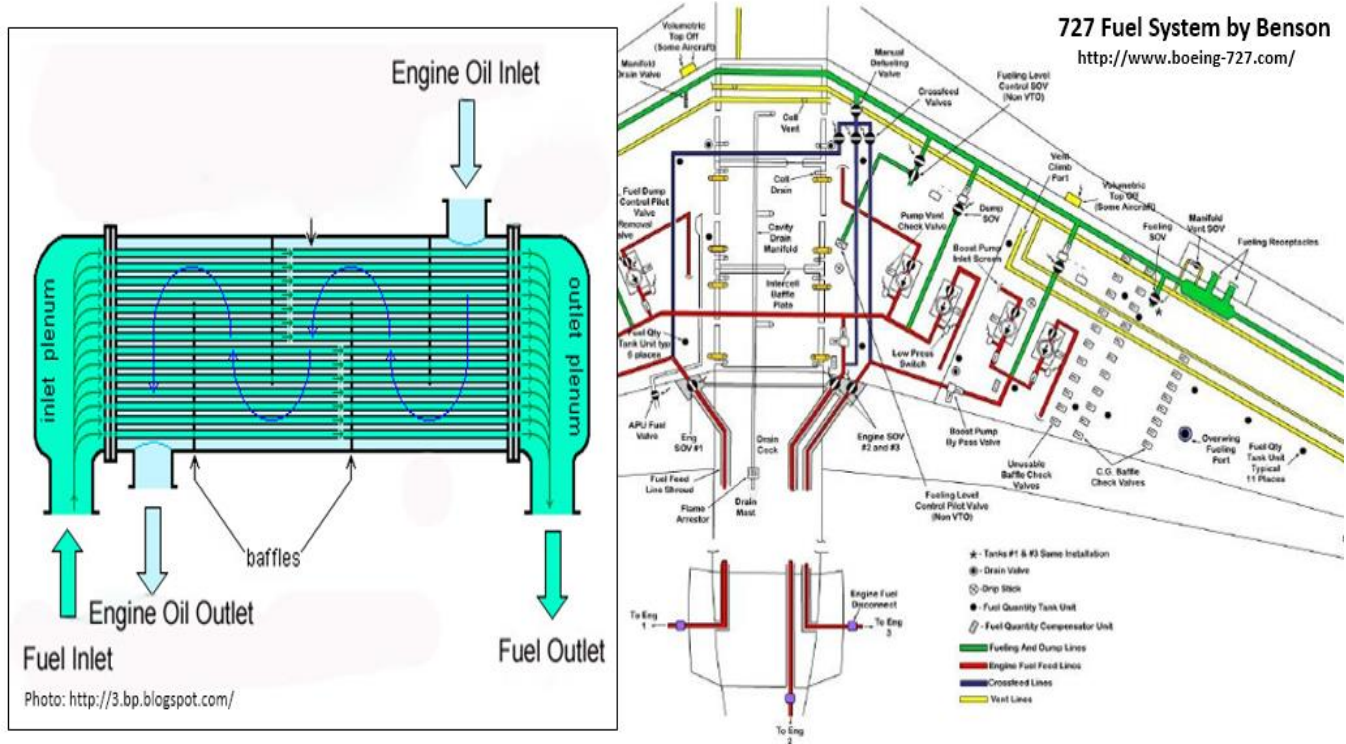 Engine Oil Inlet
inlet plenum
outlet plenum
baffles
Engine Oil Outlet
Fuel Inlet
Fuel Outlet
Photo: http://3.bp.blogspot.com/
727 Fuel System by Benson
http://www.boeing-727.com/
Volumetric
Top Off
(Some Aircraft)
Manifold
Drain Valve
Manual
Defueling
Valve
Crossfeed
Valves
Fueling Level
Control SOV
(Non VTO)
Cell
Vent
Vent
Climb
Port
Volumetric
Top Off
(Some Aircraft)
Manifold
Vent SOV
Fueling Receptacles
Fueling
SOV
Cell
Drain
Fuel Dump
Control Pilot
Valve
Removal
Valve
Cavity
Drain
Manifold
Pump Vent
Check Valve
Dump
SOV
Boost Pump
Inlet Screen
Intercell
Baffle
Plate
Fuel Qty
Tank Unit typ
6 places
Low Press
Switch
APU Fuel
Valve
Eng
SOV #1
Drain
Cock
Engine SOV
#2 and #3
Boost Pump
By Pass Valve
Unusable
Baffle Check
Valves
C.G. Baffle
Check Valves
Overwing
Fueling
Port
Fuel Qty
Tank Unit
Typical
11 Places
Fuel Feed
Line Shroud
Flame
Arrestor
Drain
Mast
Fueling Level
Control Pilot Valve
(Non VTO)
- Tanks #1 & #3 Same Installation
- Drain Valve
- Drip Stick
- Fuel Quantity Tank Unit
- Fuel Quantity Compensator Unit
Fueling And Dump Lines
Engine Fuel Feed Lines
Crossfeed Lines
Vent Lines
Engine Fuel
Disconnect
To Eng
1
To Eng
3
To Eng
2